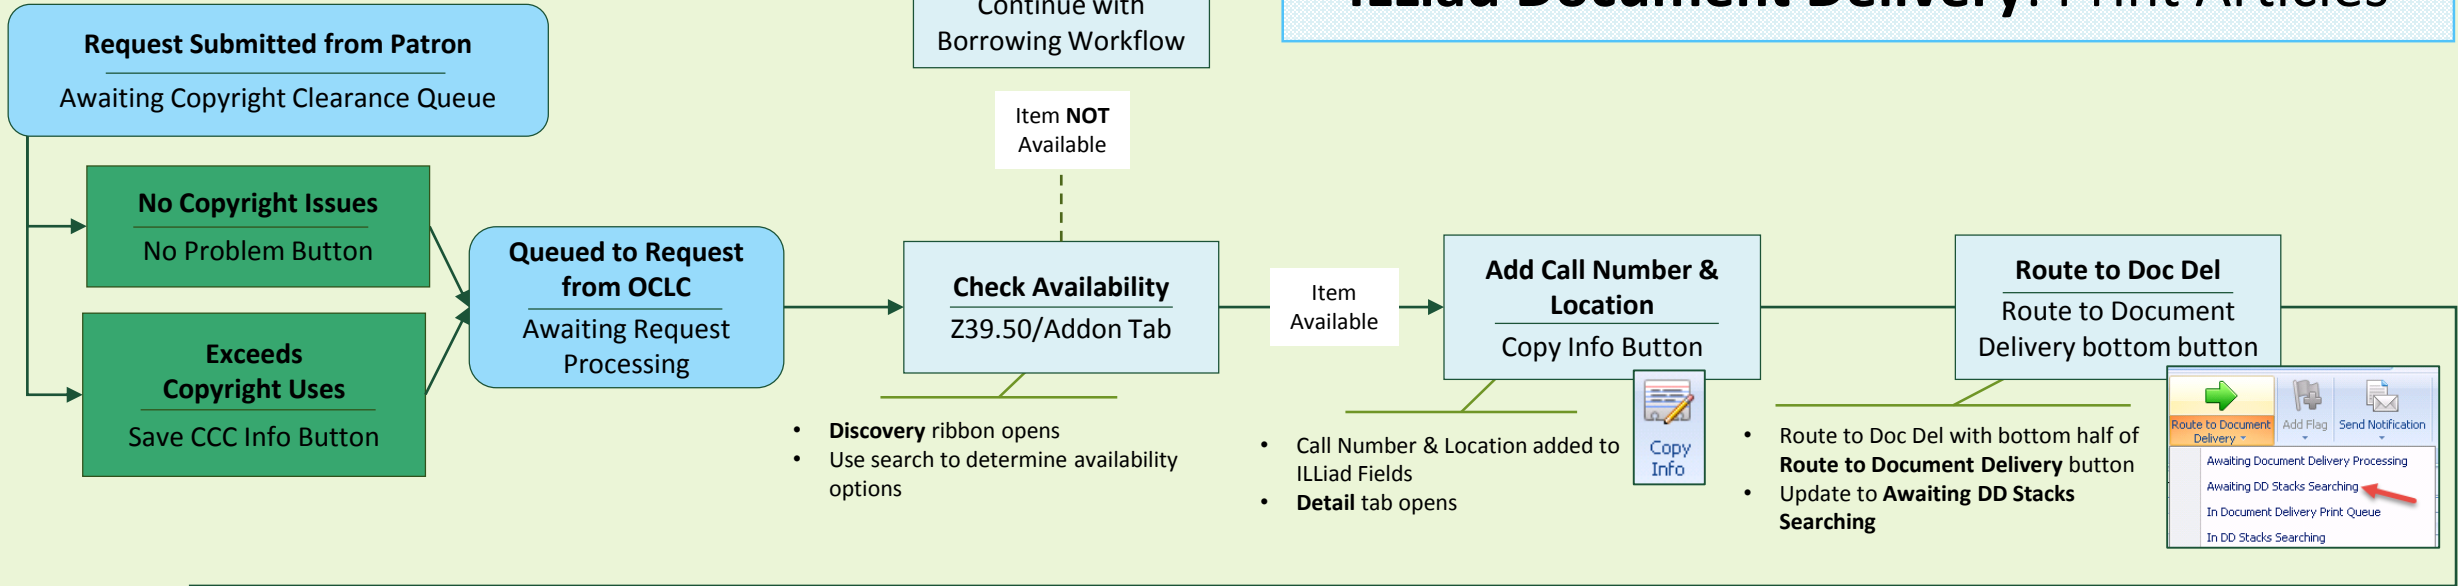 Continue with
Borrowing Workflow
ILLiad Document Delivery: Print Articles
Request Submitted from Patron
Awaiting Copyright Clearance Queue
Item NOT
Available
No Copyright Issues
No Problem Button
Exceeds
Copyright Uses
Save CCC Info Button
Queued to Request
from OCLC
Awaiting Request
Processing
Check Availability
Z39.50/Addon Tab
• Discovery ribbon opens
• Use search to determine availability
options
Item
Available
Add Call Number &
Location
Copy Info Button
Copy
Info
• Call Number & Location added to
ILLiad Fields
• Detail tab opens
Route to Doc Del
Route to Document
Delivery bottom button
• Route to Doc Del with bottom half of
Route to Document Delivery button
• Update to Awaiting DD Stacks
Searching
Route to Document
Delivery
Add Flag
Send Notification
Awaiting Document Delivery Processing
Awaiting DD Stacks Searching
In Document Delivery Print Queue
In DD Stacks Searching